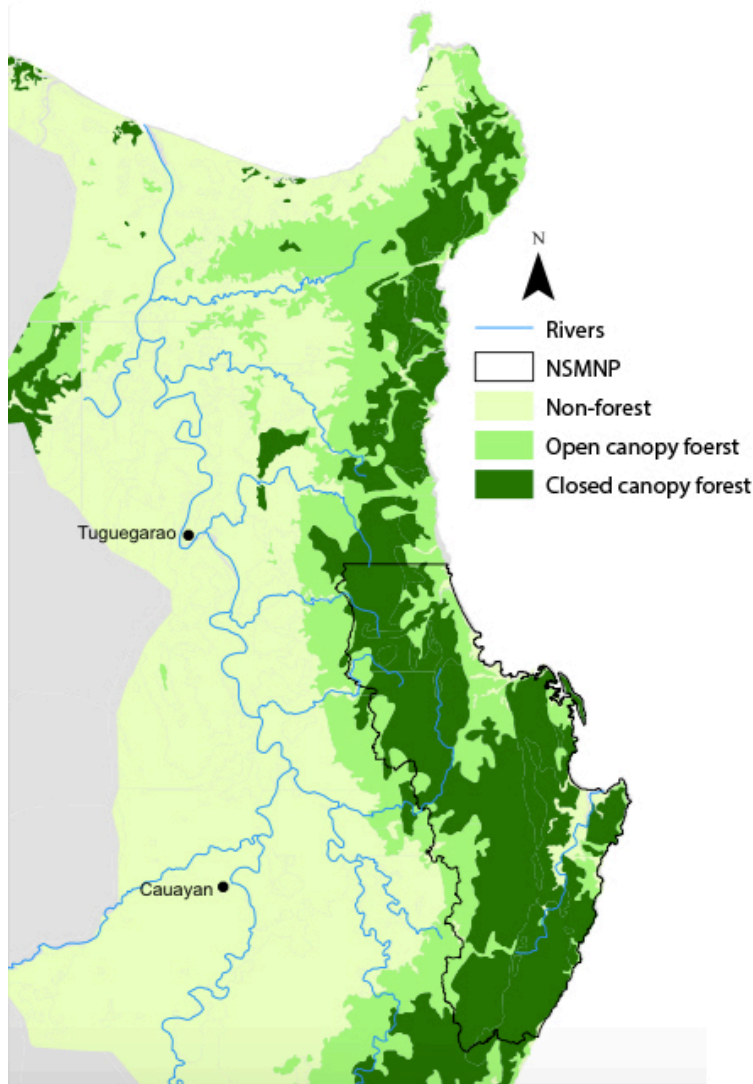 N
Rivers
NSMNP
Non-forest
Open canopy foerst
Closed canopy forest
Tuguegarao
Cauayan